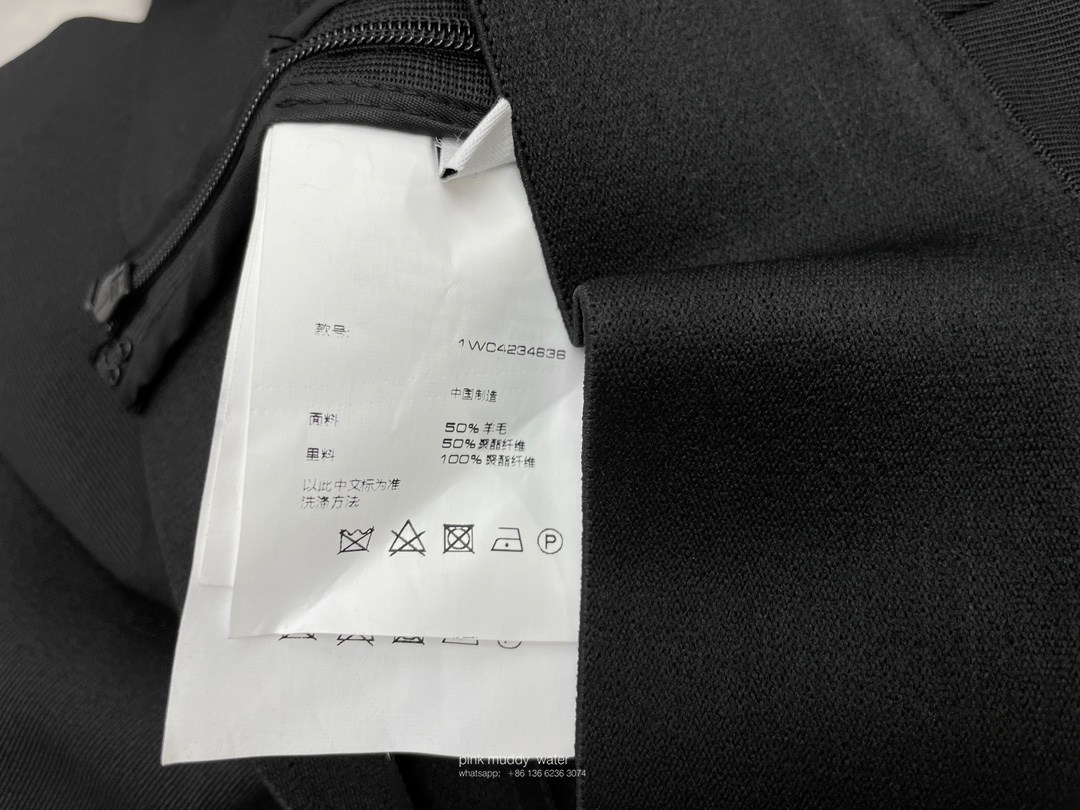 款号:
1WC4234636
中国制造
面料 50% 羊毛
50% 聚酯纤维
里料 100% 聚酯纤维
以此中文标为准
洗涤方法
P
pink muddy water
whatsapp: +86 136 6236 3074